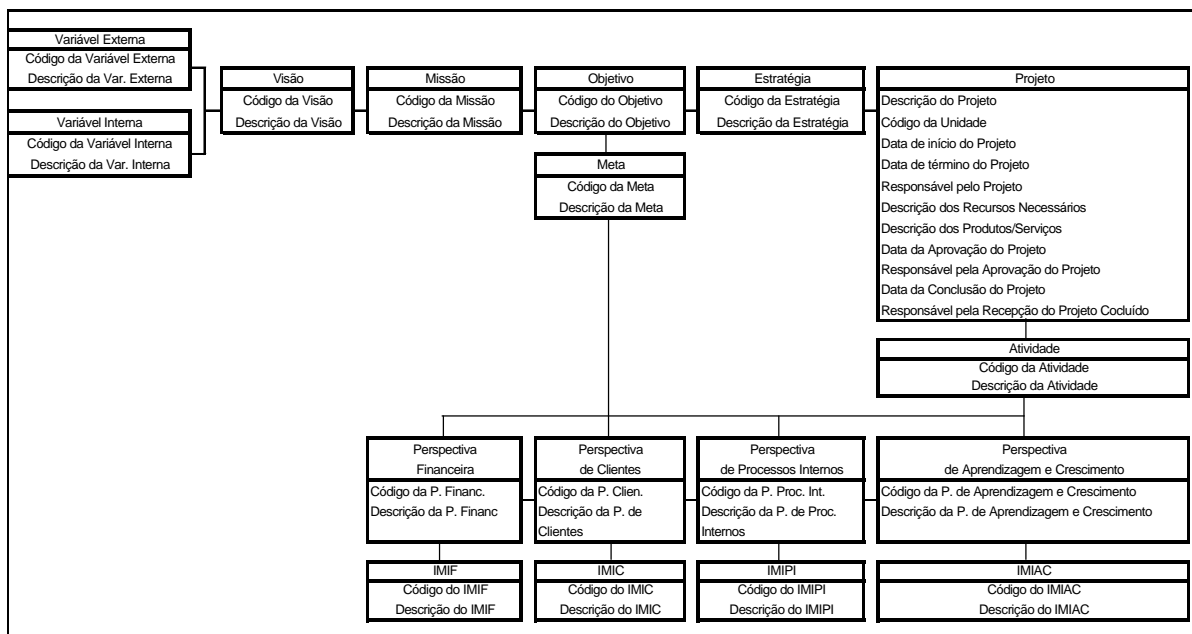 Variável Externa
Código da Variável Externa
Descrição da Var. Externa
Variável Interna
Código da Variável Interna
Descrição da Var. Interna
Visão
Código da Visão
Descrição da Visão
Missão
Código da Missão
Descrição da Missão
Objetivo
Código do Objetivo
Descrição do Objetivo
Meta
Código da Meta
Descrição da Meta
Estratégia
Código da Estratégia
Descrição da Estratégia
Projeto
Descrição do Projeto
Código da Unidade
Data de início do Projeto
Data de término do Projeto
Responsável pelo Projeto
Descrição dos Recursos Necessários
Descrição dos Produtos/Serviços
Data da Aprovação do Projeto
Responsável pela Aprovação do Projeto
Data da Conclusão do Projeto
Responsável pela Recepção do Projeto Cocluído
Atividade
Código da Atividade
Descrição da Atividade
Perspectiva
Financeira
Código da P. Financ.
Descrição da P. Financ
Perspectiva
de Clientes
Código da P. Clien.
Descrição da P. de
Clientes
Perspectiva
de Processos Internos
Código da P. Proc. Int.
Descrição da P. de Proc.
Internos
Perspectiva
de Aprendizagem e Crescimento
Código da P. de Aprendizagem e Crescimento
Descrição da P. de Aprendizagem e Crescimento
IMIF
Código do IMIF
Descrição do IMIF
IMIC
Código do IMIC
Descrição do IMIC
IMIPI
Código do IMIPI
Descrição do IMIPI
IMIAC
Código do IMIAC
Descrição do IMIAC